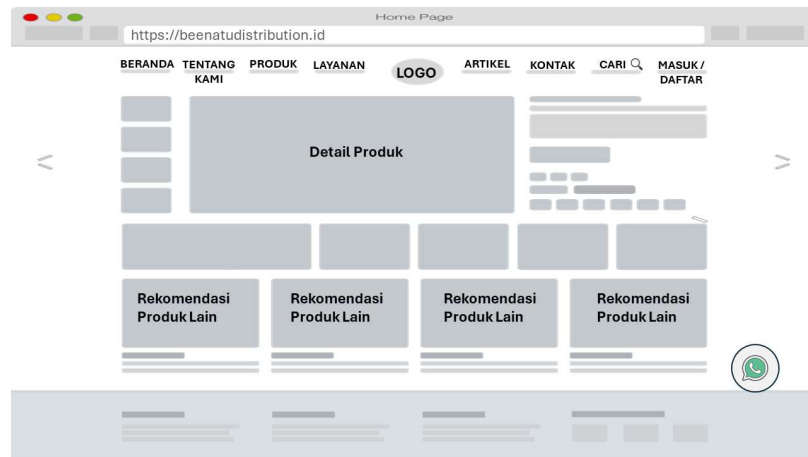 Home Page
https://beenatudistribution.id
BERANDA TENTANG KAMI PRODUK LAYANAN LOGO ARTIKEL KONTAK CARI MASUK / DAFTAR
Detail Produk
Rekomendasi Produk Lain
Rekomendasi Produk Lain
Rekomendasi Produk Lain
Rekomendasi Produk Lain